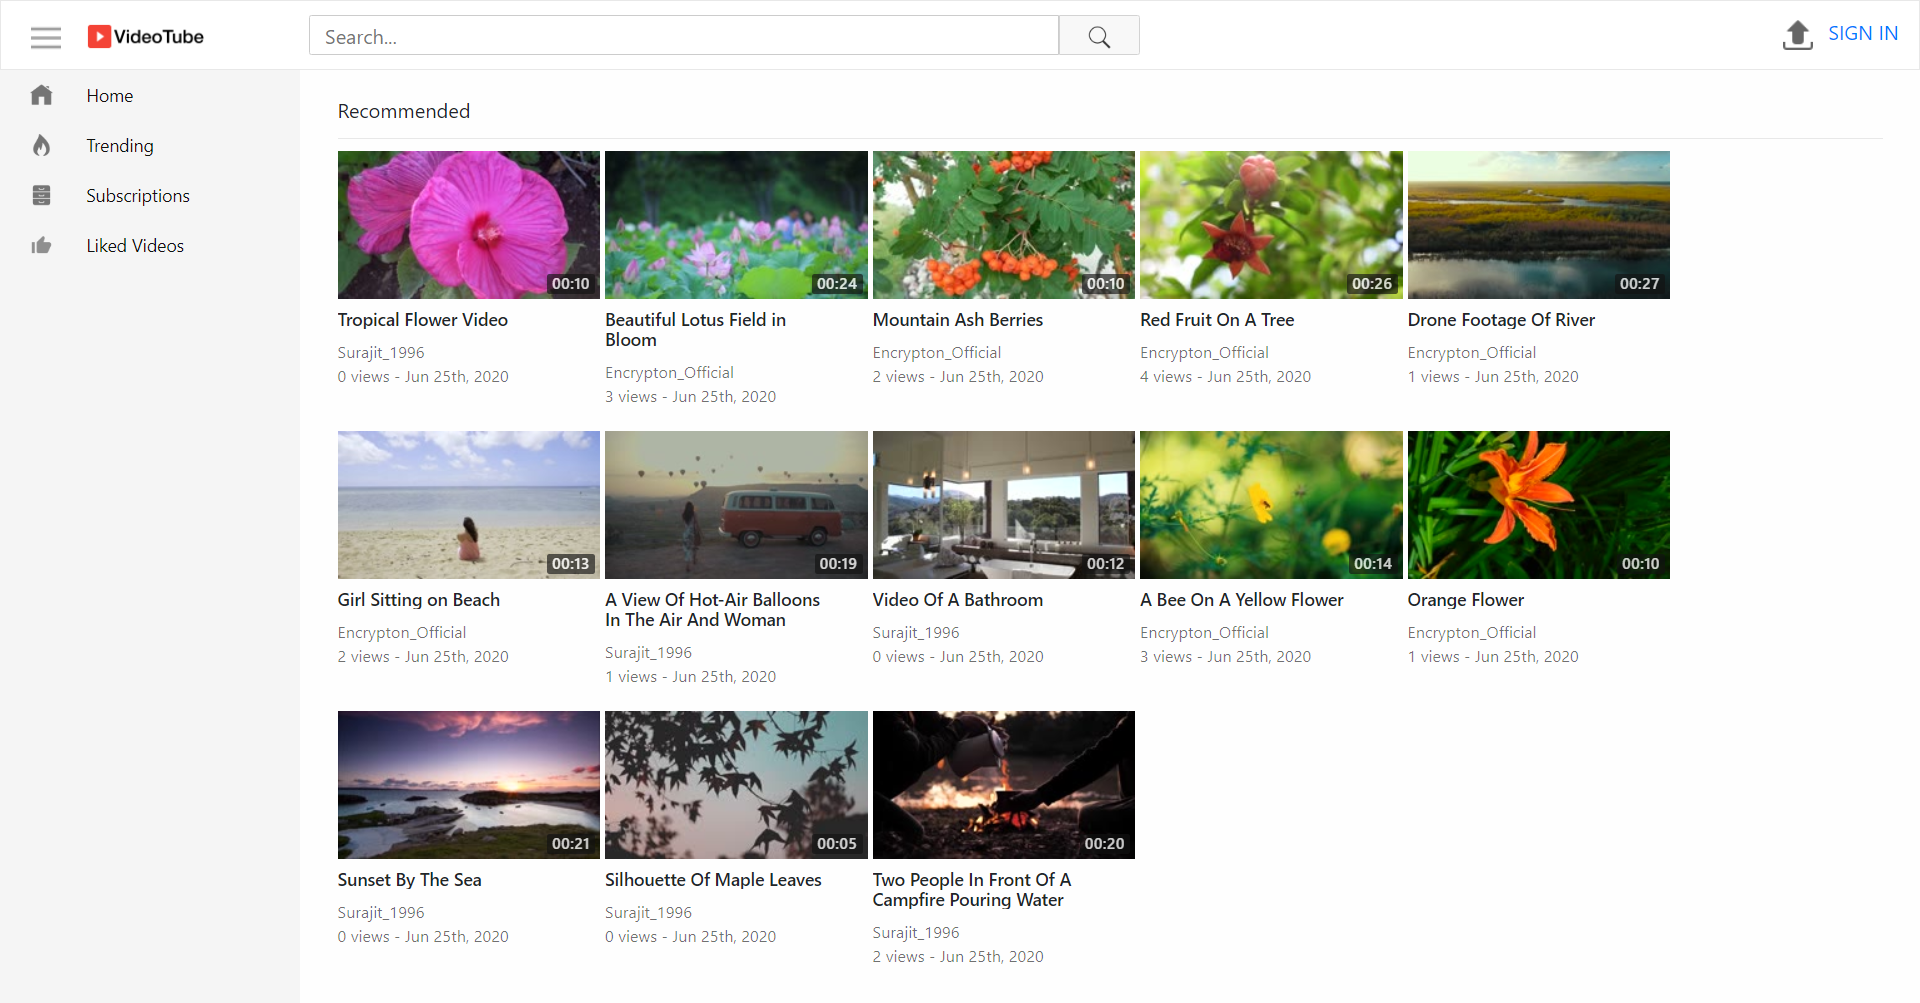 VideoTube
Search...
SIGN IN
Home
Trending
Subscriptions
Liked Videos
Recommended
00:10
00:24
00:10
00:26
00:27
Tropical Flower Video
Surajit_1996
0 views - Jun 25th, 2020
Beautiful Lotus Field in
Bloom
Encrypton_Official
3 views - Jun 25th, 2020
Mountain Ash Berries
Encrypton_Official
2 views - Jun 25th, 2020
Red Fruit On A Tree
Encrypton_Official
4 views - Jun 25th, 2020
Drone Footage Of River
Encrypton_Official
1 views - Jun 25th, 2020
00:13
00:19
00:12
00:14
00:10
Girl Sitting on Beach
Encrypton_Official
2 views - Jun 25th, 2020
A View Of Hot-Air Balloons
In The Air And Woman
Surajit_1996
1 views - Jun 25th, 2020
Video Of A Bathroom
Surajit_1996
0 views - Jun 25th, 2020
A Bee On A Yellow Flower
Encrypton_Official
3 views - Jun 25th, 2020
Orange Flower
Encrypton_Official
1 views - Jun 25th, 2020
00:21
00:05
00:20
Sunset By The Sea
Surajit_1996
0 views - Jun 25th, 2020
Silhouette Of Maple Leaves
Surajit_1996
0 views - Jun 25th, 2020
Two People In Front Of A
Campfire Pouring Water
Surajit_1996
2 views - Jun 25th, 2020